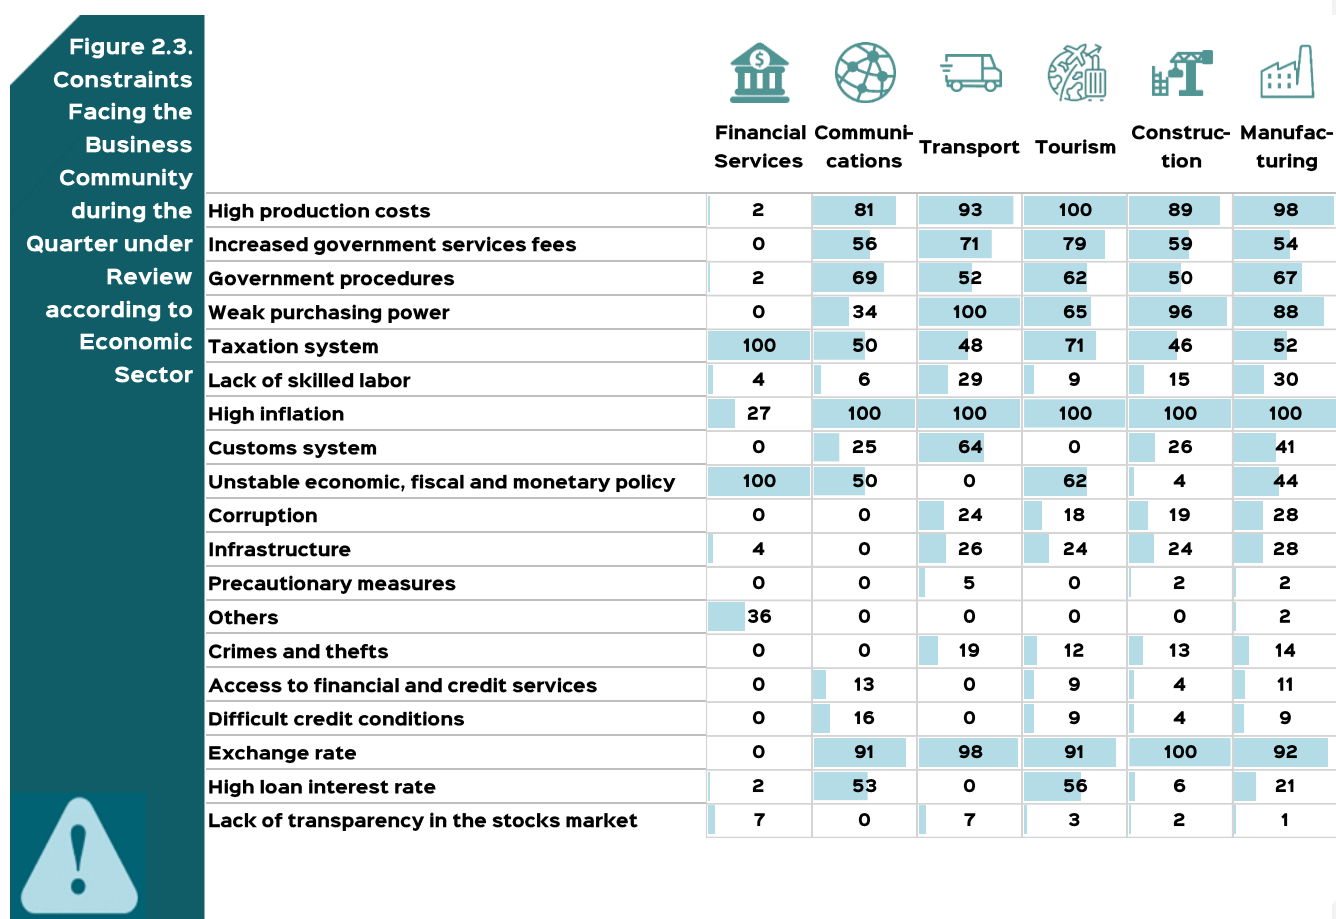 Figure 2.3.
Constraints
Facing the
Business
Community
during the
Quarter under
Review
according to
Economic
Sector
$
Financial Services Communi-cations Transport Tourism Construc-tion Manufac-turing
High production costs 2 81 93 100 89 98
Increased government services fees 0 56 71 79 59 54
Government procedures 2 69 52 62 50 67
Weak purchasing power 0 34 100 65 96 88
Taxation system 100 50 48 71 46 52
Lack of skilled labor 4 6 29 9 15 30
High inflation 27 100 100 100 100 100
Customs system 0 25 64 0 26 41
Unstable economic, fiscal and monetary policy 100 50 0 62 4 44
Corruption 0 0 24 18 19 28
Infrastructure 4 0 26 24 24 28
Precautionary measures 0 0 5 0 2 2
Others 36 0 0 0 0 2
Crimes and thefts 0 0 19 12 13 14
Access to financial and credit services 0 13 0 9 4 11
Difficult credit conditions 0 16 0 9 4 9
Exchange rate 0 91 98 91 100 92
High loan interest rate 2 53 0 56 6 21
Lack of transparency in the stocks market 7 0 7 3 2 1
!